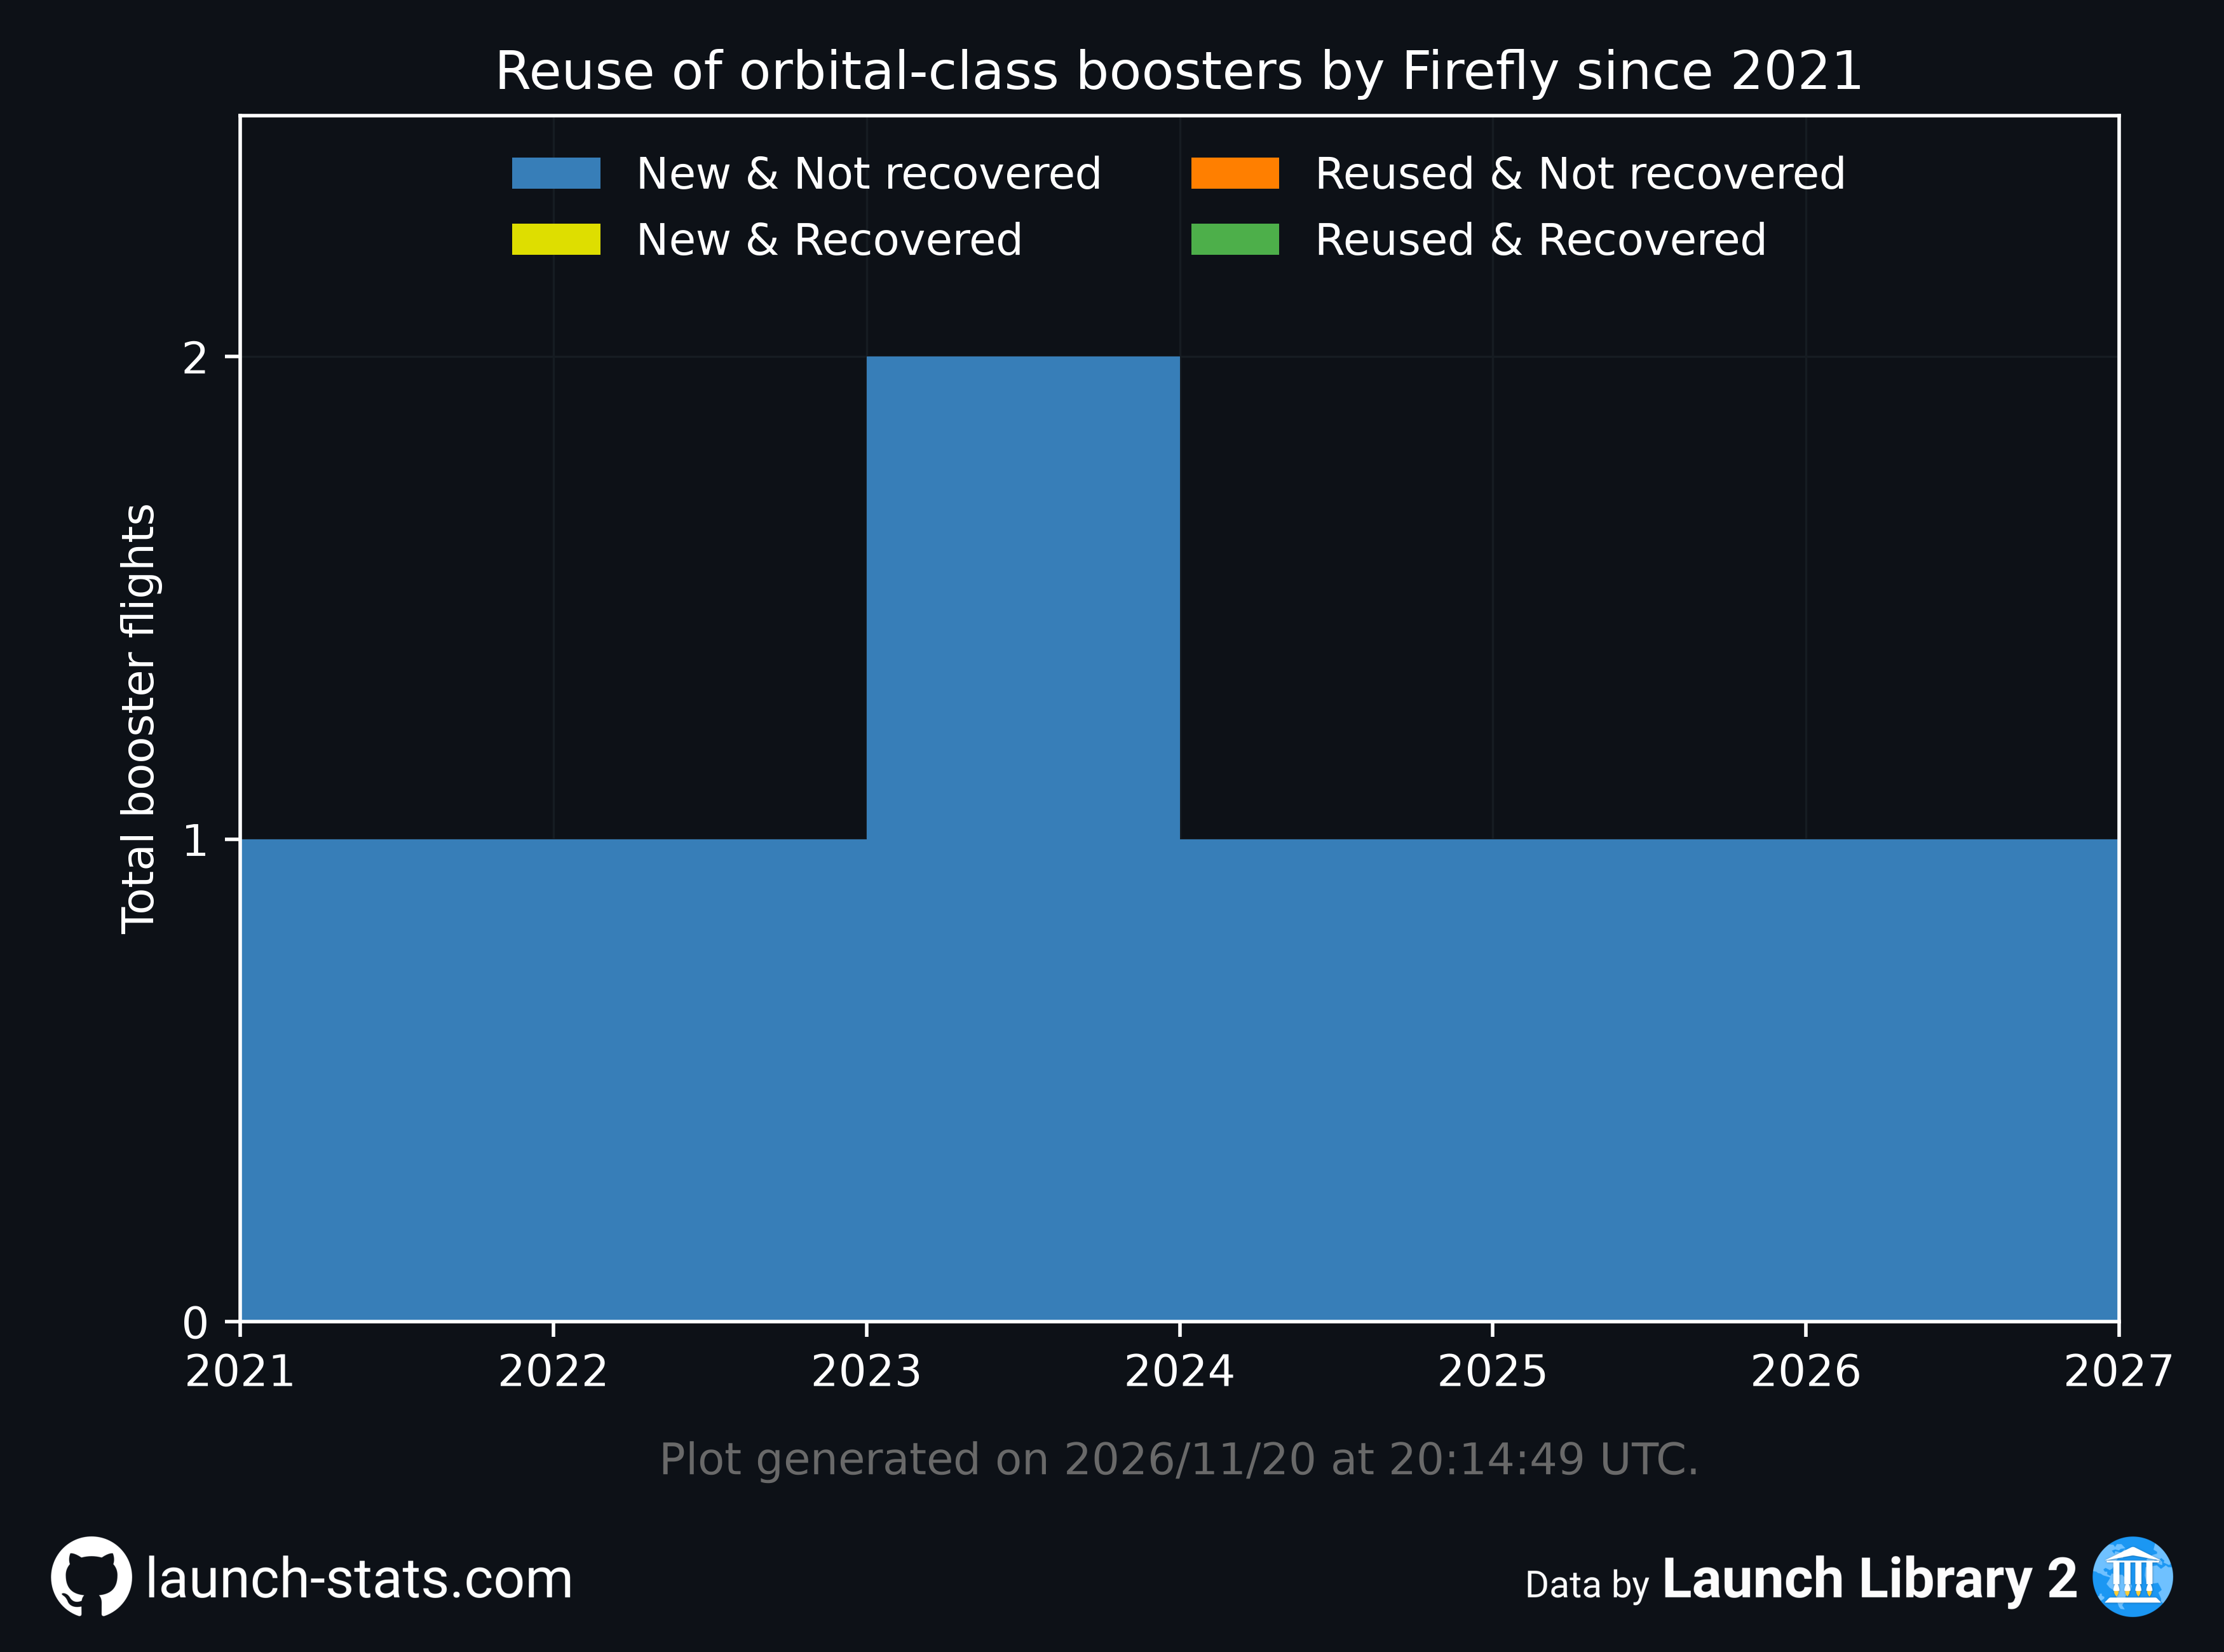 Reuse of orbital-class boosters by Firefly since 2021
New & Not recovered
New & Recovered
Reused & Not recovered
Reused & Recovered
Total booster flights
2
1
0
2021 2022 2023 2024 2025 2026 2027
Plot generated on 2026/11/20 at 20:14:49 UTC.
launch-stats.com
Data by Launch Library 2